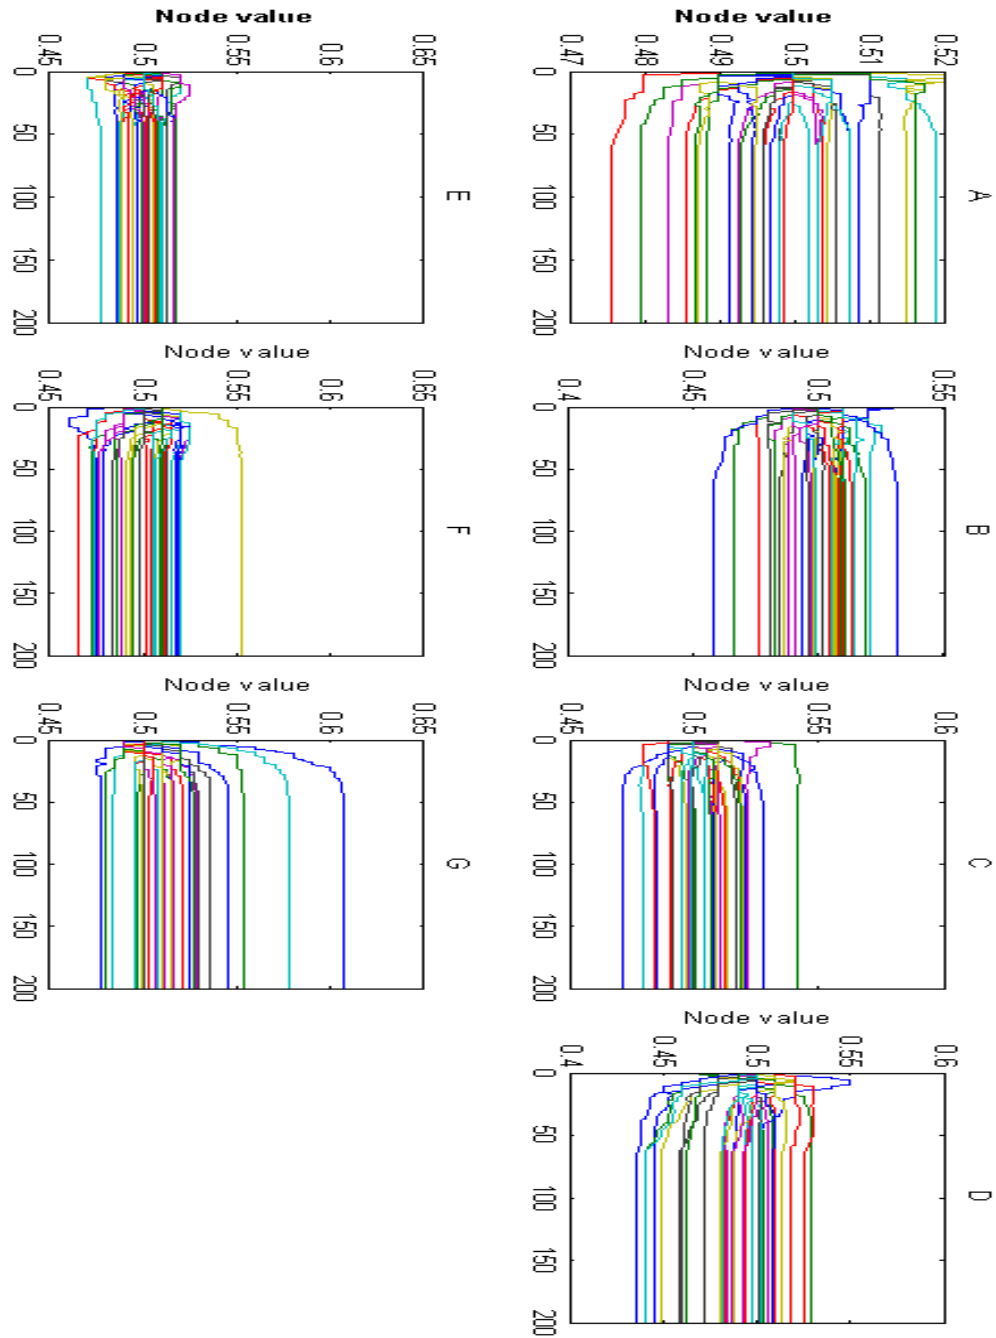 Node value
0.47 0.48 0.49 0.5 0.51 0.52
0 50 100 150 200
A
Node value
0.4 0.45 0.5 0.55
0 50 100 150 200
B
Node value
0.45 0.5 0.55 0.6
0 50 100 150 200
C
Node value
0.4 0.45 0.5 0.55 0.6
0 50 100 150 200
D
Node value
0.45 0.5 0.55 0.6 0.65
0 50 100 150 200
E
Node value
0.45 0.5 0.55 0.6 0.65
0 50 100 150 200
F
Node value
0.45 0.5 0.55 0.6 0.65
0 50 100 150 200
G